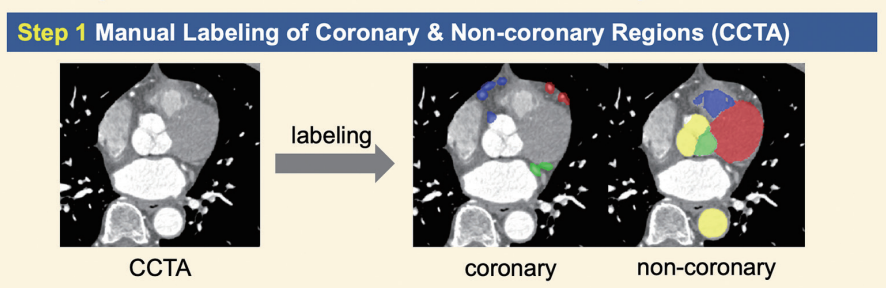 Step 1 Manual Labeling of Coronary & Non-coronary Regions (CCTA)
labeling
CCTA
coronary
non-coronary